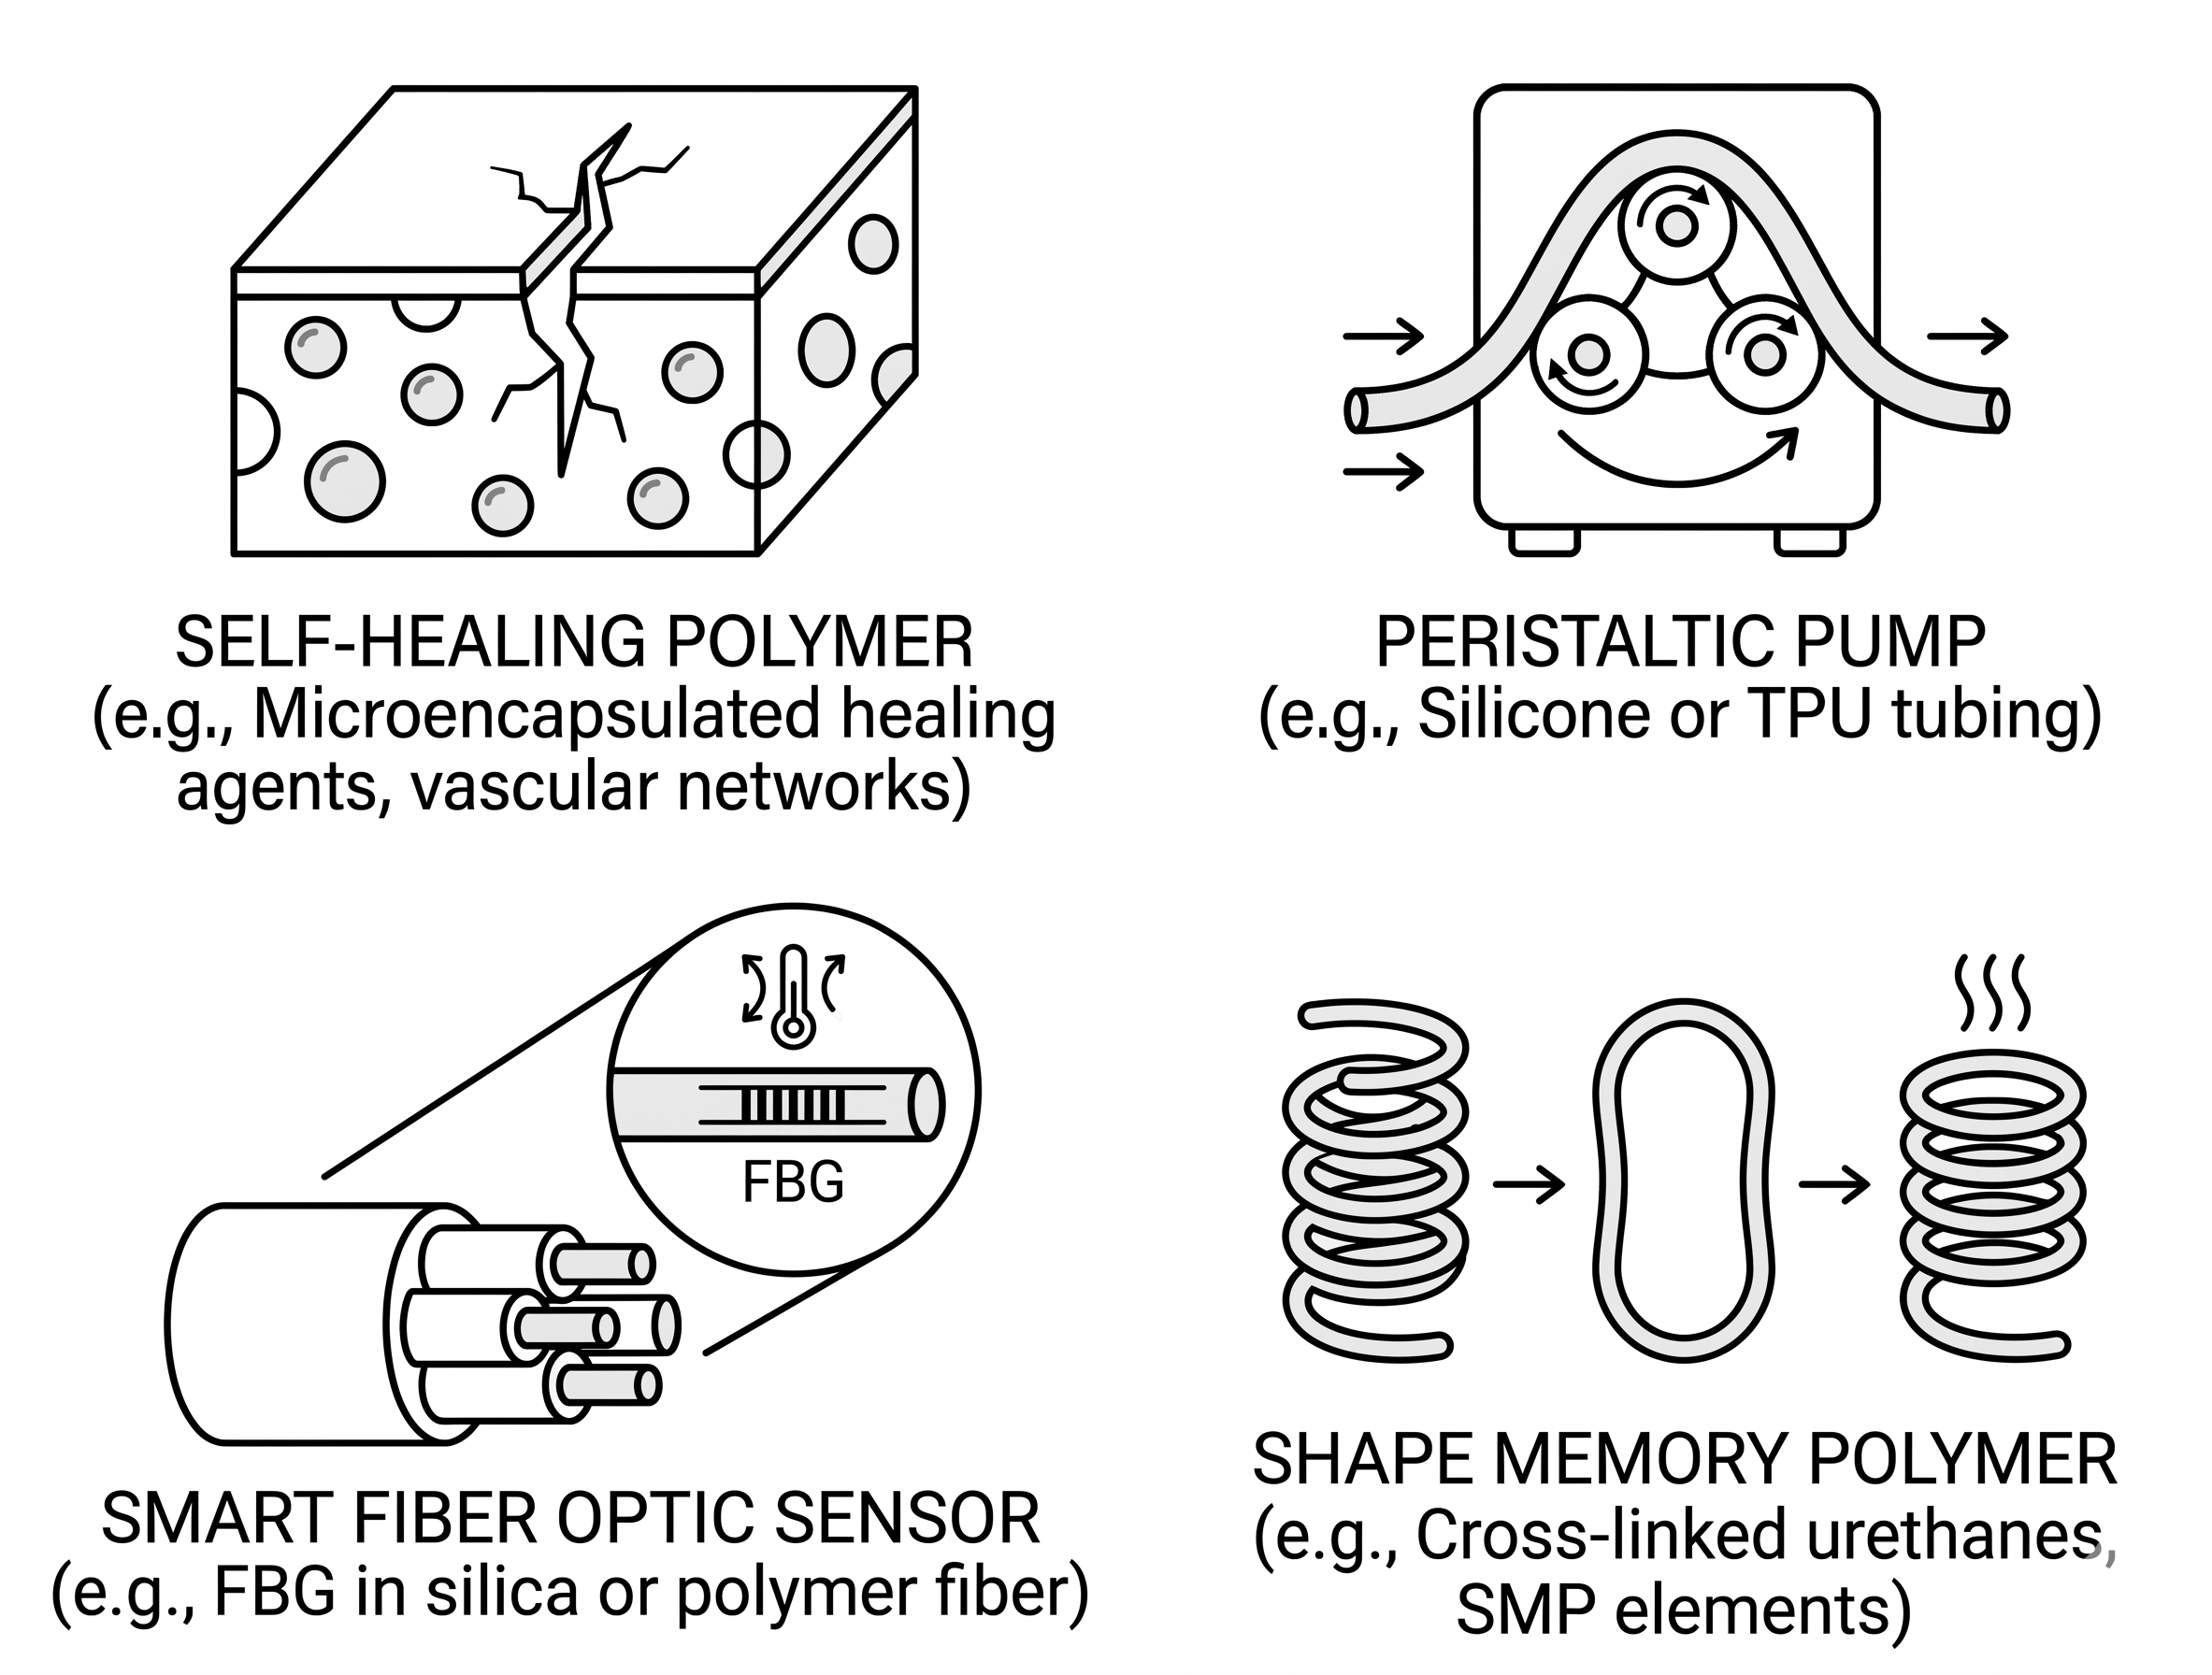 SELF-HEALING POLYMER
(e.g., Microencapsulated healing
agents, vascular networks)
PERISTALTIC PUMP
(e.g., Silicone or TPU tubing)
FBG
SMART FIBER OPTIC SENSOR
(e.g., FBG in silica or polymer fiber)
SHAPE MEMORY POLYMER
(e.g., Cross-linked urethanes,
SMP elements)